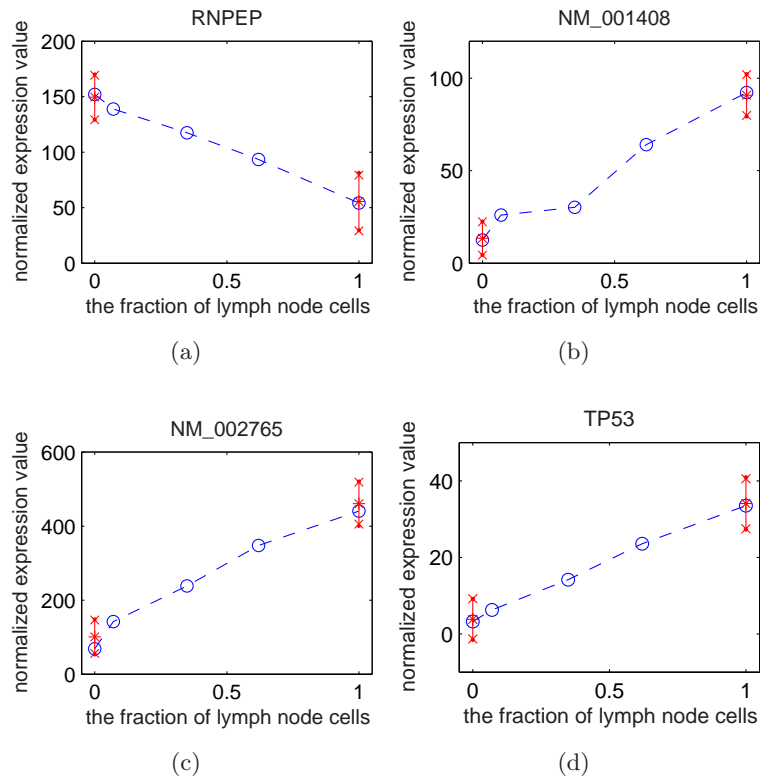 RNPEP
normalized expression value
200
150
100
50
0
0 0.5 1
the fraction of lymph node cells
(a)
NM_001408
normalized expression value
100
50
0
0 0.5 1
the fraction of lymph node cells
(b)
NM_002765
normalized expression value
600
400
200
0
0 0.5 1
the fraction of lymph node cells
(c)
TP53
normalized expression value
40
20
0
0 0.5 1
the fraction of lymph node cells
(d)